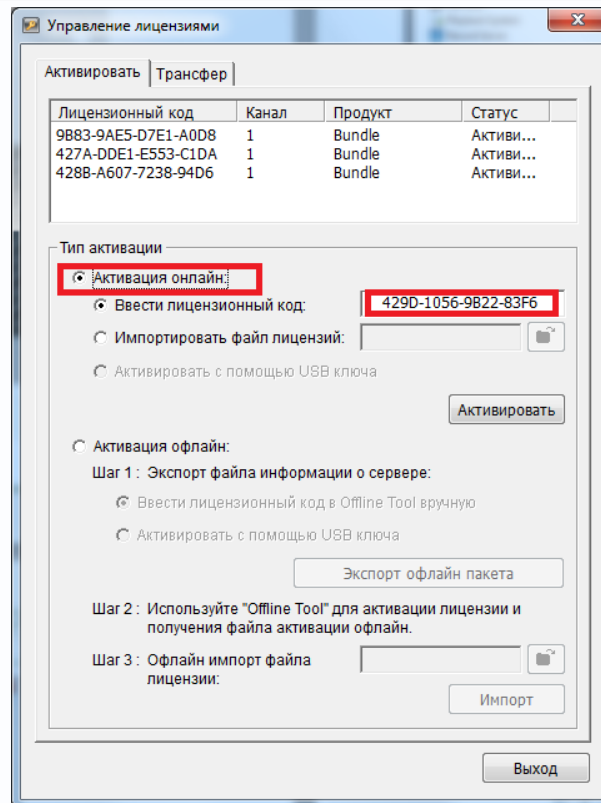 Управление лицензиями
Активировать Трансфер
Лицензионный код Канал Продукт Статус
9B83-9AE5-D7E1-A0D8 1 Bundle Активи...
427A-DDE1-E553-C1DA 1 Bundle Активи...
428B-A607-7238-94D6 1 Bundle Активи...
Тип активации
Активация онлайн:
Ввести лицензионный код: 429D-1056-9B22-83F6
Импортировать файл лицензий:
Активировать с помощью USB ключа
Активировать
Активация офлайн:
Шаг 1 : Экспорт файла информации о сервере:
Ввести лицензионный код в Offline Tool вручную
Активировать с помощью USB ключа
Экспорт офлайн пакета
Шаг 2 : Используйте "Offline Tool" для активации лицензии и
получения файла активации офлайн.
Шаг 3 : Офлайн импорт файла
лицензии:
Импорт
Выход